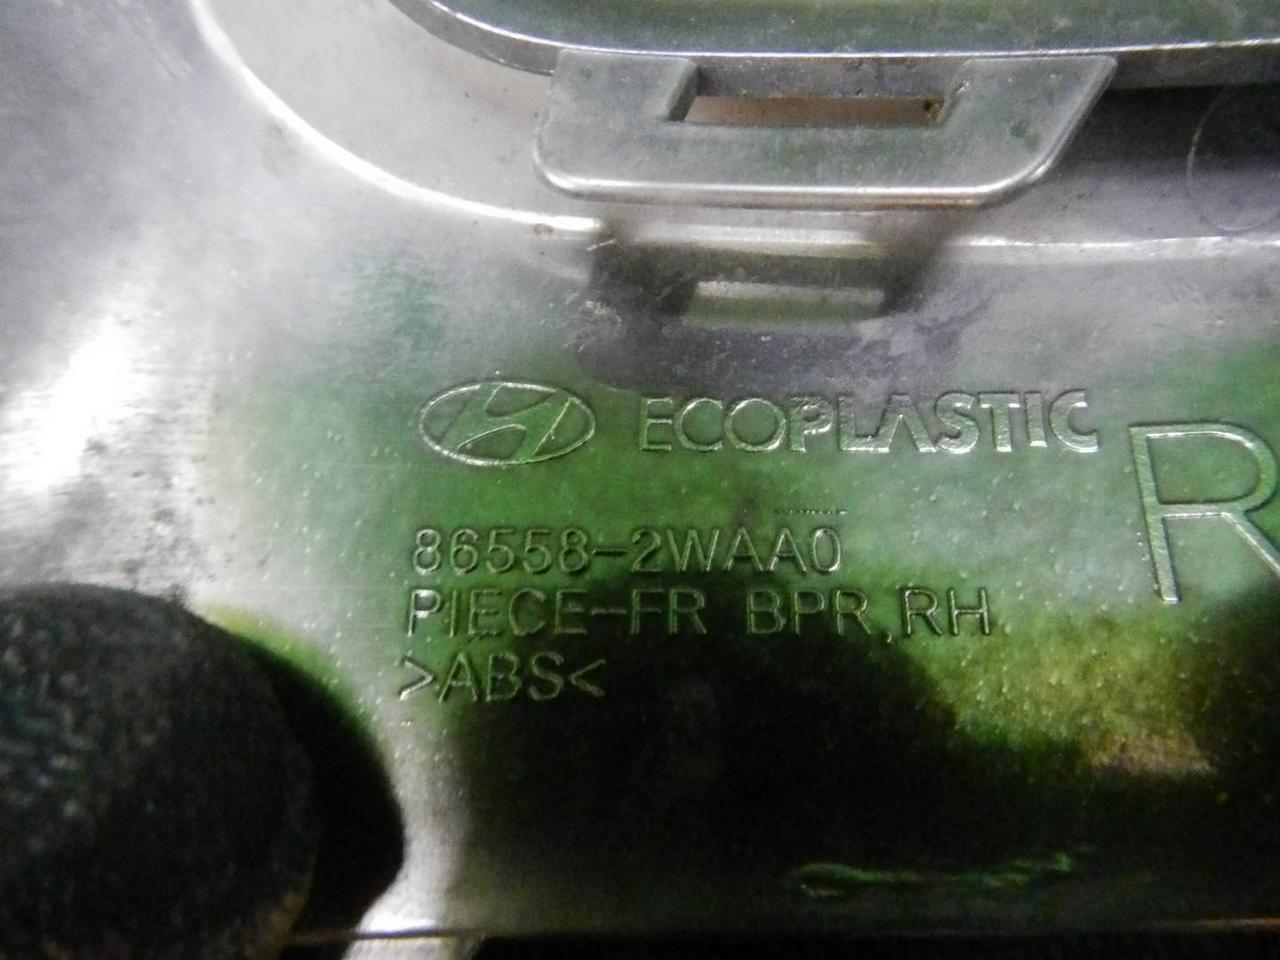 ECOPLASTIC
R
86558-2WAA0
PIECE-FR BPR, RH
>ABS<